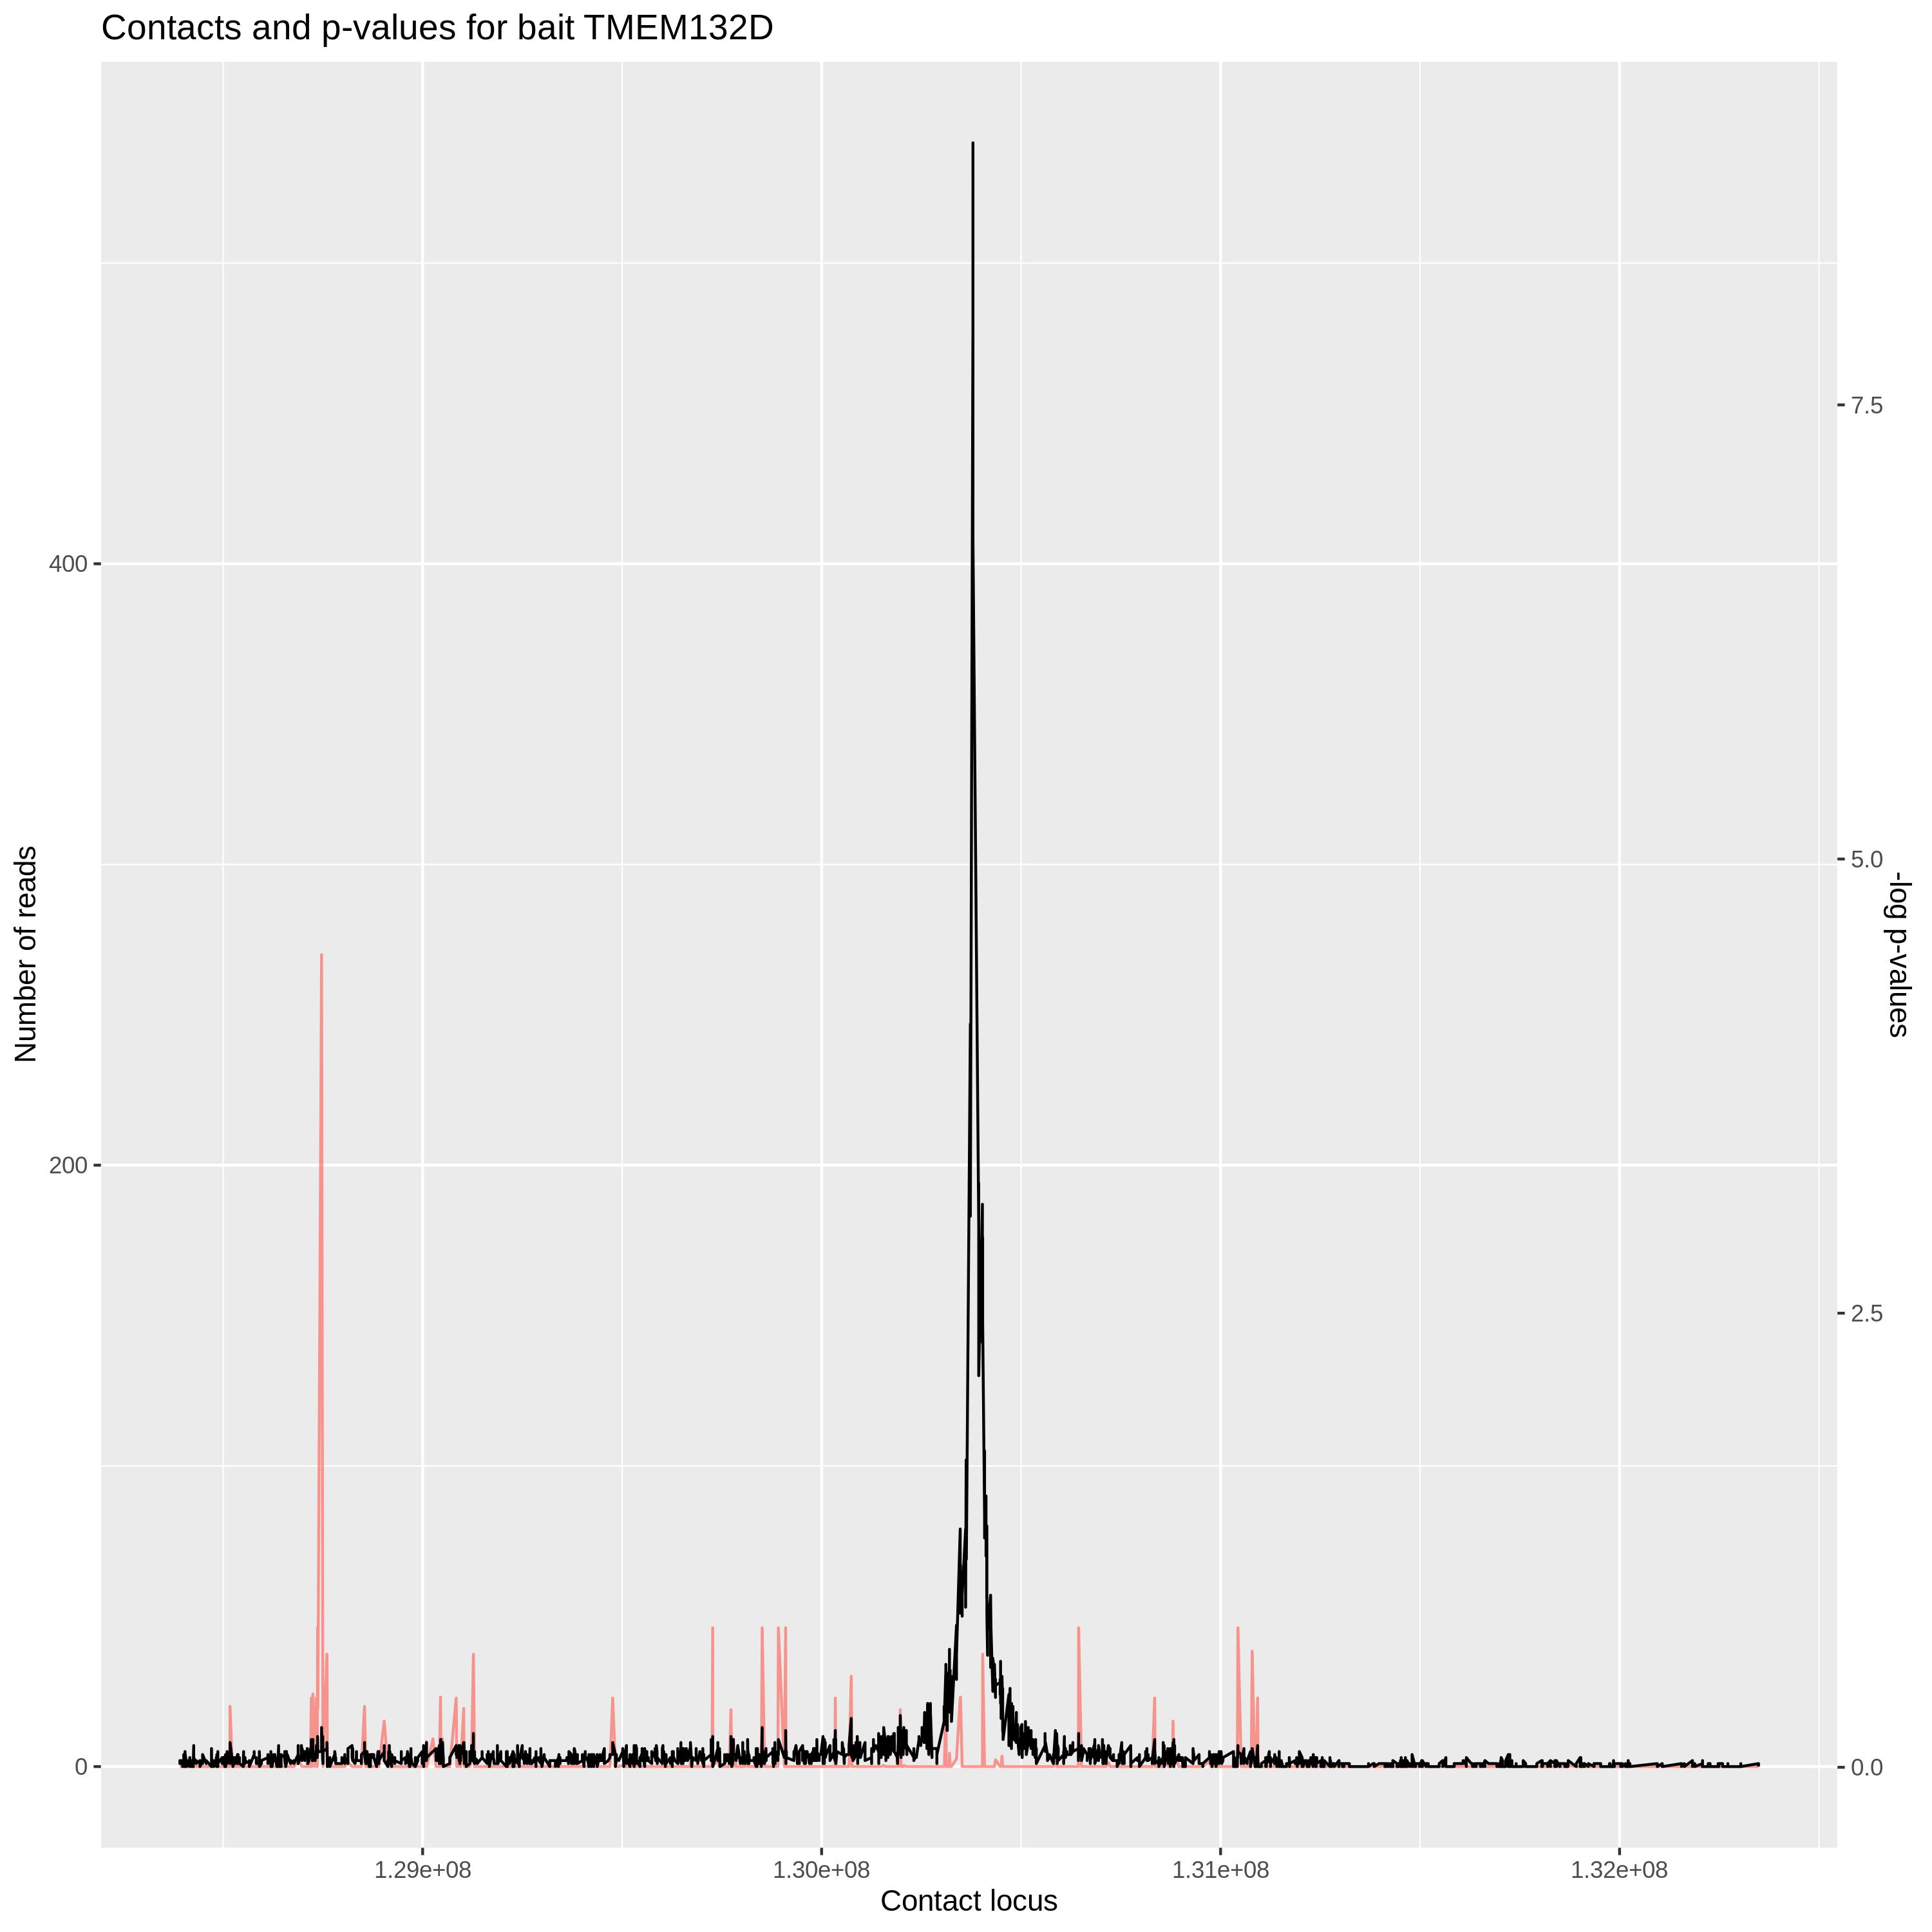 Contacts and p-values for bait TMEM132D
Number of reads
400
200
0
7.5
5.0
2.5
0.0
-log p-values
1.29e+08
1.30e+08
1.31e+08
1.32e+08
Contact locus